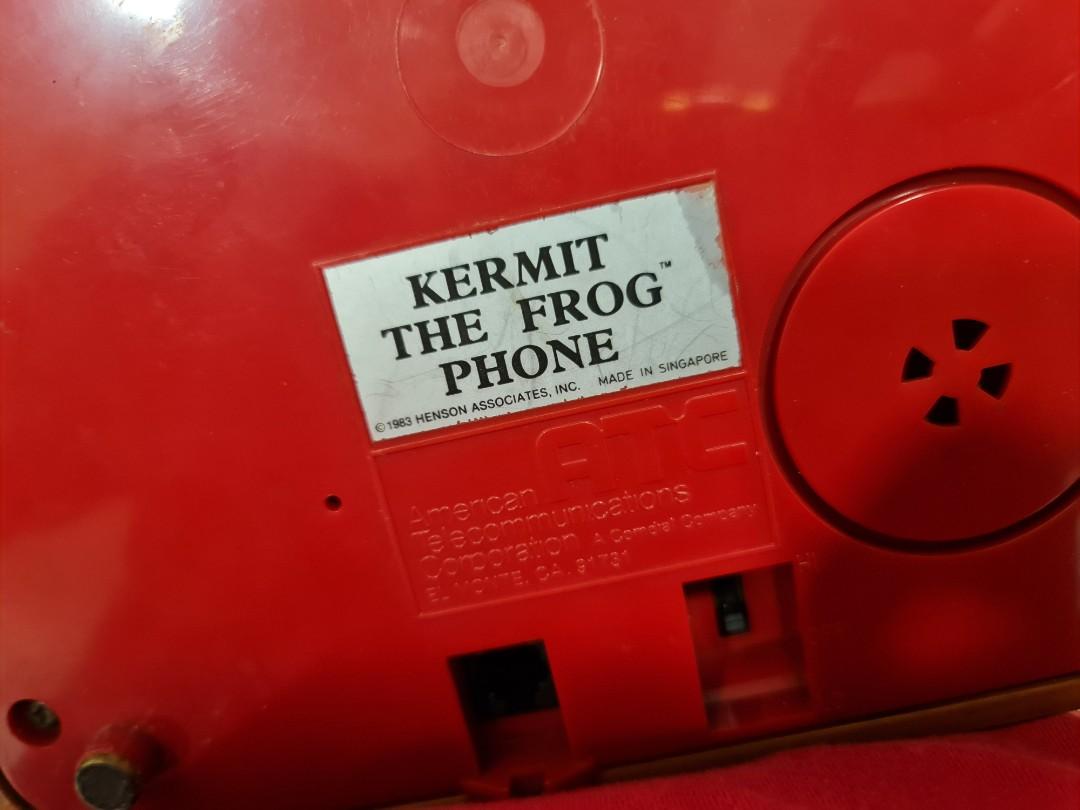 KERMIT
THE FROG™
PHONE
©1983 HENSON ASSOCIATES, INC. MADE IN SINGAPORE
ATC
American
Telecommunications
Corporation A Comdial Company
EL MONTE, CA. 91731
HI